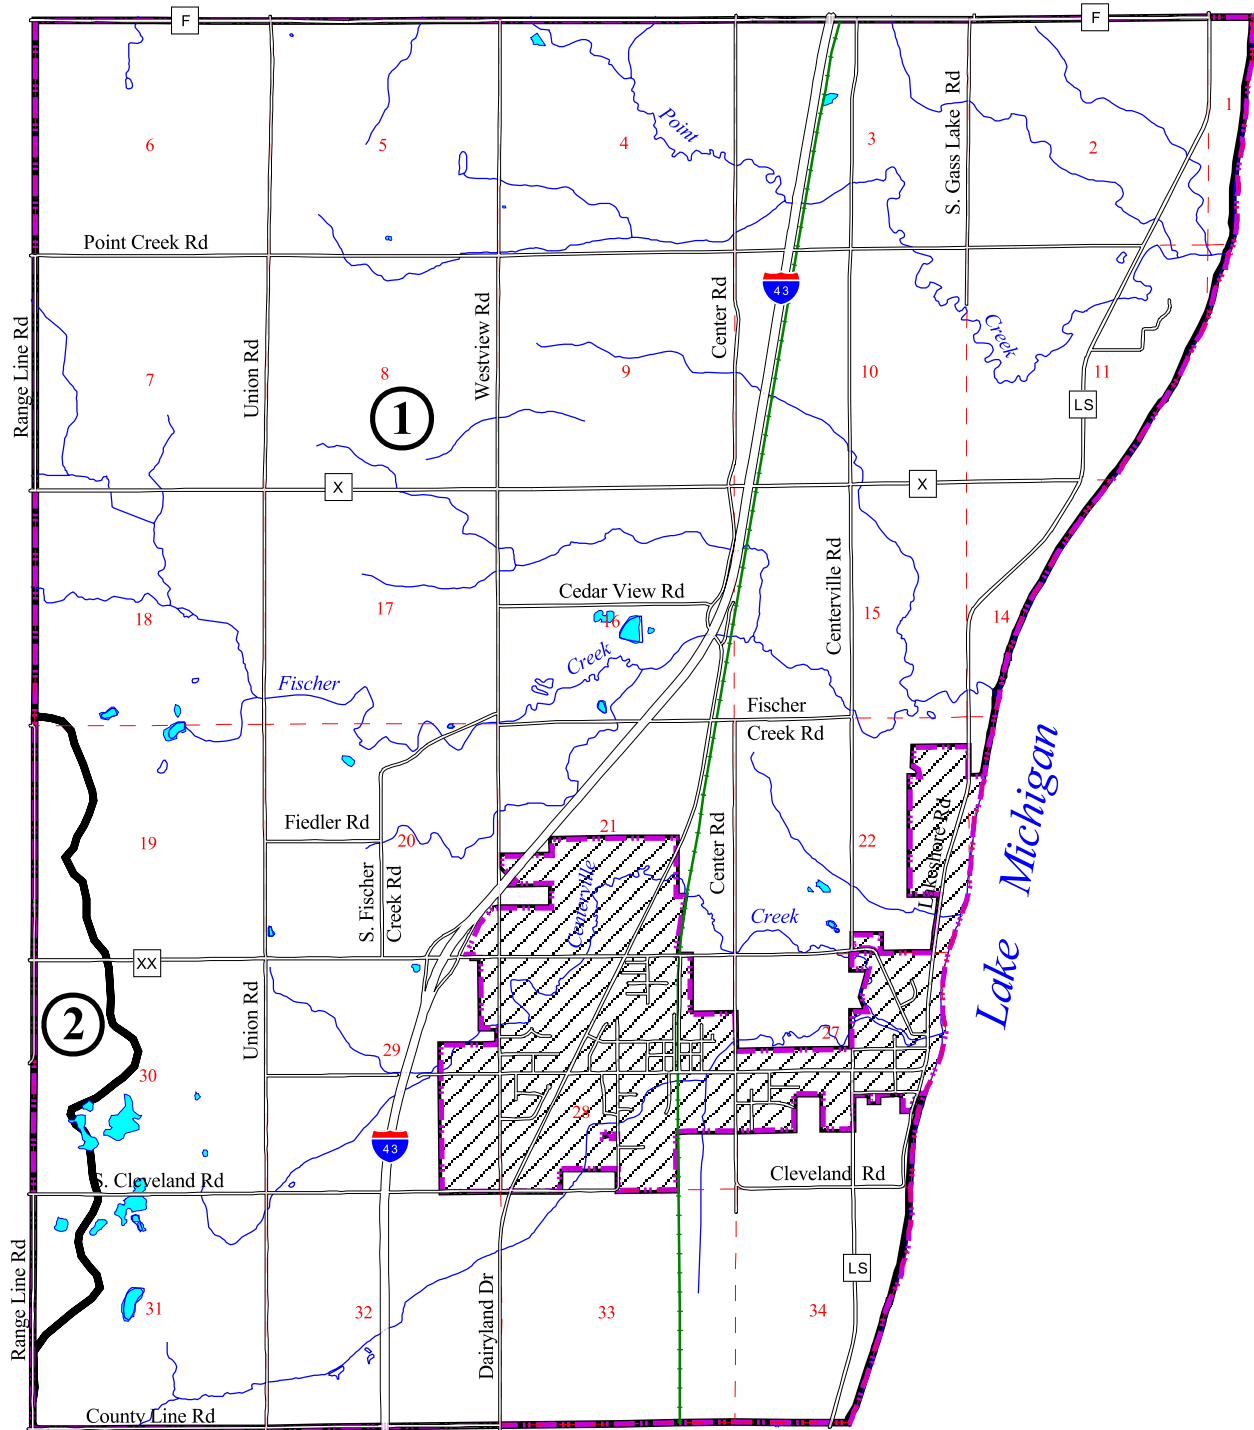 F
F
S. Gass Lake Rd
1
Point
3
4
5
6
2
Point Creek Rd
43
Center Rd
Westview Rd
Range Line Rd
Union Rd
Creek
7
8
9
10
11
1
LS
X
X
Cedar View Rd
Centerville Rd
17
18
16
15
14
Creek
Fischer
Fischer
Creek Rd
Lake Michigan
Fiedler Rd
19
20
21
22
Center Rd
Lakeshore Rd
S. Fischer
Creek Rd
Centerville
Creek
XX
Union Rd
2
29
27
30
28
43
S. Cleveland Rd
Cleveland Rd
Range Line Rd
LS
31
32
33
34
Dairyland Dr
County Line Rd